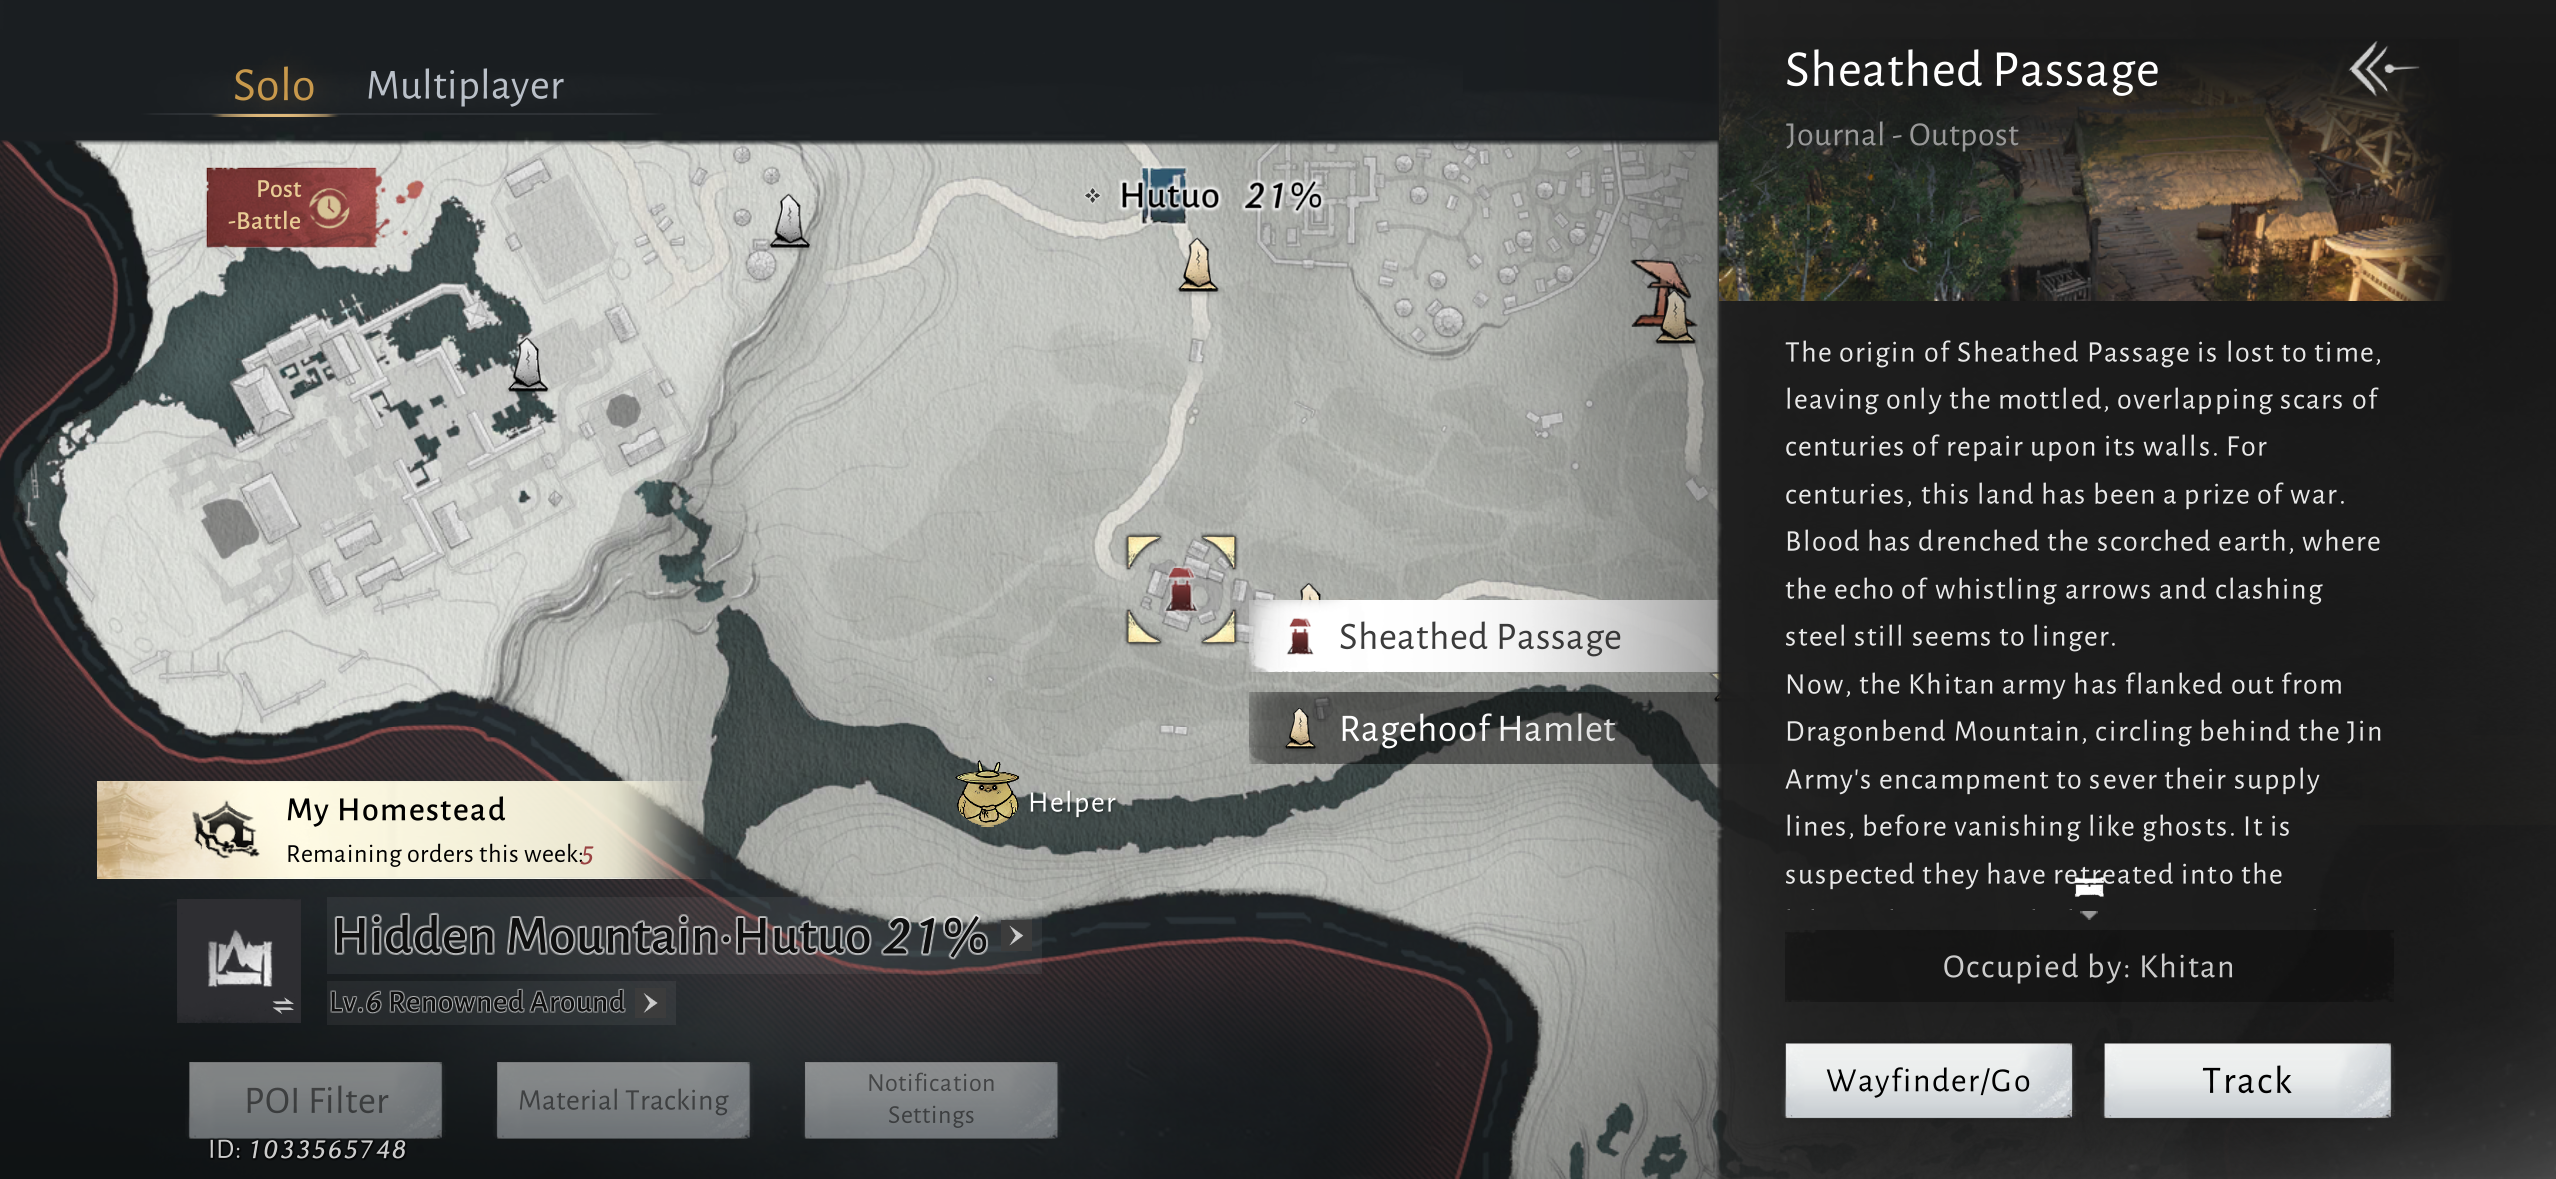 Solo
Multiplayer
Post
-Battle
Hutuo 21%
Sheathed Passage
Ragehoof Hamlet
Helper
My Homestead
Remaining orders this week:5
Hidden Mountain·Hutuo 21%
Lv.6 Renowned Around
POI Filter
Material Tracking
Notification
Settings
ID: 1033565748
Sheathed Passage
Journal - Outpost
The origin of Sheathed Passage is lost to time,
leaving only the mottled, overlapping scars of
centuries of repair upon its walls. For
centuries, this land has been a prize of war.
Blood has drenched the scorched earth, where
the echo of whistling arrows and clashing
steel still seems to linger.
Now, the Khitan army has flanked out from
Dragonbend Mountain, circling behind the Jin
Army's encampment to sever their supply
lines, before vanishing like ghosts. It is
suspected they have retreated into the
Occupied by: Khitan
Wayfinder/Go
Track